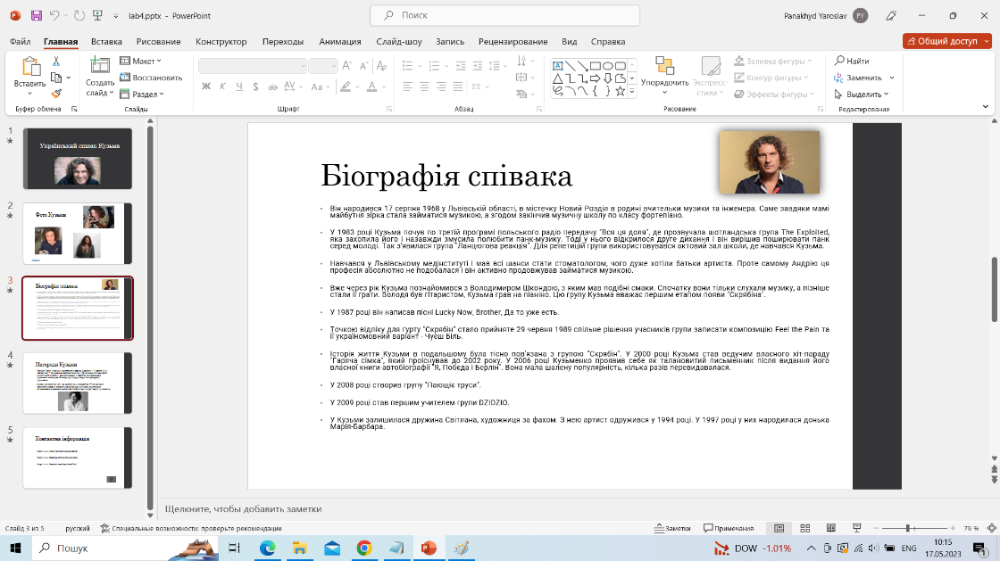 lab4.pptx - PowerPoint
Поиск
Panakhyd Yaroslav
PY
Файл Главная Вставка Рисование Конструктор Переходы Анимация Слайд-шоу Запись Рецензирование Вид Справка
Общий доступ
Вставить
Буфер обмена
Создать слайд
Макет
Восстановить
Раздел
Слайды
Ж К Ч S ab AV Aa A
Шрифт
Абзац
Рисование
Упорядочить
Экспресс-стили
Заливка фигуры
Контур фигуры
Эффекты фигуры
Найти
Заменить
Выделить
Редактирование
1
Український співак Кузьма
2
Фото Кузьми
3
Біографія співака
4
Нагороди Кузьми
5
Контактна інформація
Біографія співака
Він народився 17 серпня 1968 у Львівській області, в містечку Новий Розділ в родині вчительки музики та інженера. Саме завдяки мамі
майбутня зірка стала займатися музикою, а згодом закінчив музичну школу по класу фортепіано.
У 1983 році Кузьма почув по третій програмі польського радіо передачу "Вся ця доля", де прозвучала шотландська група The Exploited,
яка захопила його і назавжди змусила полюбити панк-музику. Тоді у нього відкрилося друге дихання і він вирішив поширювати панк
серед молоді. Так з'явилася група "Ланцюгова реакція". Для репетицій групи використовувався актовий зал школи, де навчався Кузьма.
Навчався у Львівському медінституті і мав всі шанси стати стоматологом, чого дуже хотіли батьки артиста. Проте самому Андрію ця
професія абсолютно не подобалася і він активно продовжував займатися музикою.
Вже через рік Кузьма познайомився з Володимиром Шкондою, з яким мав подібні смаки. Спочатку вони тільки слухали музику, а пізніше
стали її грати. Володя був гітаристом, Кузьма грав на піаніно. Цю групу Кузьма вважає першим етапом появи "Скрябіна".
У 1987 році він написав пісні Lucky Now, Brother, Да то уже есть.
Точкою відліку для гурту "Скрябін" стало прийняте 29 червня 1989 спільне рішення учасників групи записати композицію Feel the Pain та
її україномовний варіант - Чуєш Біль.
Історія життя Кузьми в подальшому була тісно пов'язана з групою "Скрябін". У 2000 році Кузьма став ведучим власного хіт-параду
"Гаряча сімка", який проіснував до 2002 року. У 2006 році Кузьменко проявив себе як талановитий письменник після видання його
власної книги-автобіографії "Я, Побєда і Берлін". Вона мала шалену популярність, кілька разів перевидавалася.
У 2008 році створив групу "Пающіє труси".
У 2009 році став першим учителем групи DZIDZIO.
У Кузьми залишилася дружина Світлана, художниця за фахом. З нею артист одружився у 1994 році. У 1997 році у них народилася донька
Марія-Барбара.
Щелкните, чтобы добавить заметки
Слайд 3 из 5 русский Специальные возможности: проверьте рекомендации Заметки Примечания 79 %
Пошук
DOW -1.01%
ENG
10:15
17.05.2023
1